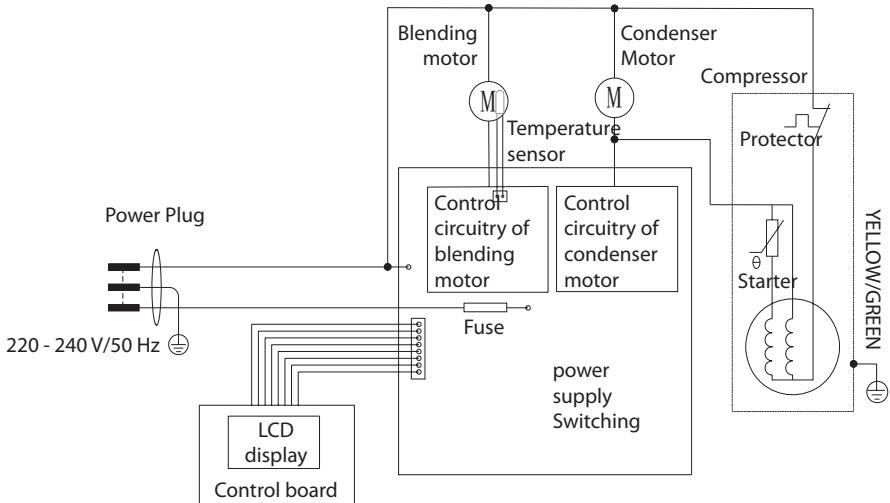 Blending
motor
Condenser
Motor
Compressor
M
M
Temperature
sensor
Protector
Power Plug
Control
circuitry of
blending
motor
Control
circuitry of
condenser
motor
YELLOW/GREEN
θ
Starter
Fuse
220 - 240 V/50 Hz
power
supply
Switching
LCD
display
Control board